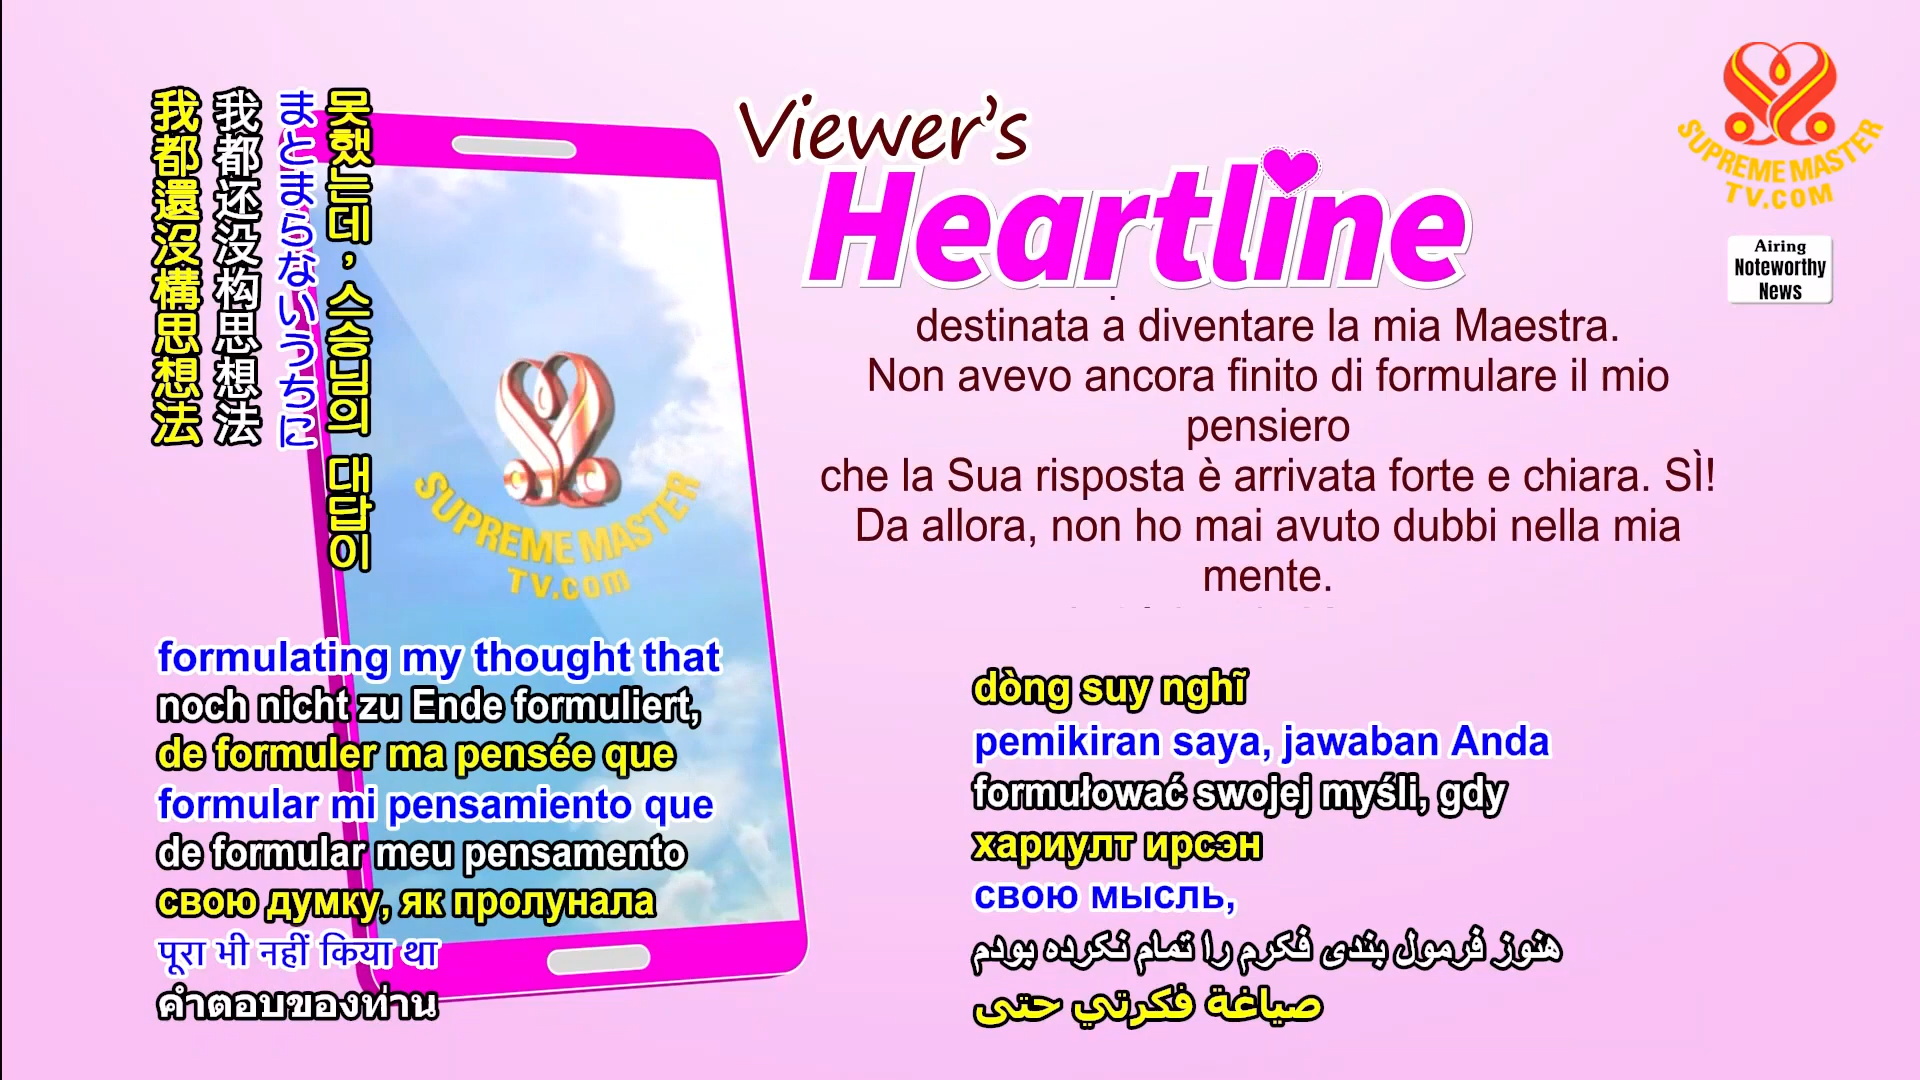 我都還沒構思想法
我都还没构思想法
まとまらないうちに
못했는데, 스승님의 대답이
Viewer's
Heartline
SUPREME MASTER
TV.COM
Airing
Noteworthy
News
destinata a diventare la mia Maestra.
Non avevo ancora finito di formulare il mio
pensiero
che la Sua risposta è arrivata forte e chiara. SÌ!
Da allora, non ho mai avuto dubbi nella mia
mente.
SUPREME MASTER
TV.com
formulating my thought that
noch nicht zu Ende formuliert,
de formuler ma pensée que
formular mi pensamiento que
de formular meu pensamento
свою думку, як пролунала
पूरा भी नहीं किया था
คำตอบของท่าน
dòng suy nghĩ
pemikiran saya, jawaban Anda
formułować swojej myśli, gdy
хариулт ирсэн
свою мысль,
هنوز فرمول بندی فکرم را تمام نکرده بودم
صياغة فكرتي حتى